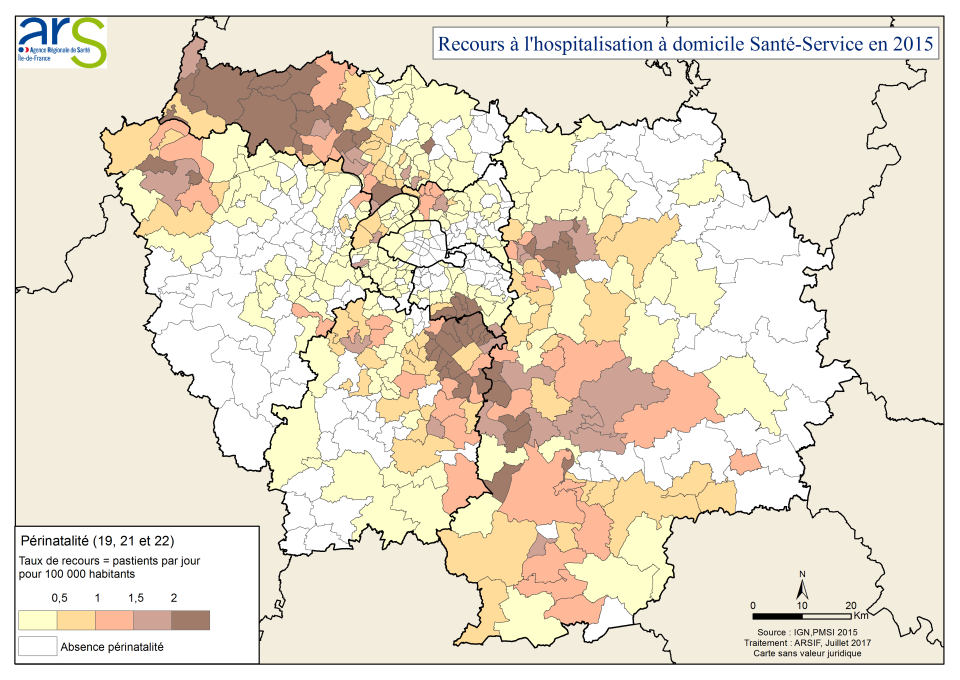 ars
Agence Régionale de Santé
Île-de-France
Recours à l'hospitalisation à domicile Santé-Service en 2015
Périnatalité (19, 21 et 22)
Taux de recours = pastients par jour
pour 100 000 habitants
0,5 1 1,5 2
Absence périnatalité
N
0 10 20
Km
Source : IGN,PMSI 2015
Traitement : ARSIF, Juillet 2017
Carte sans valeur juridique